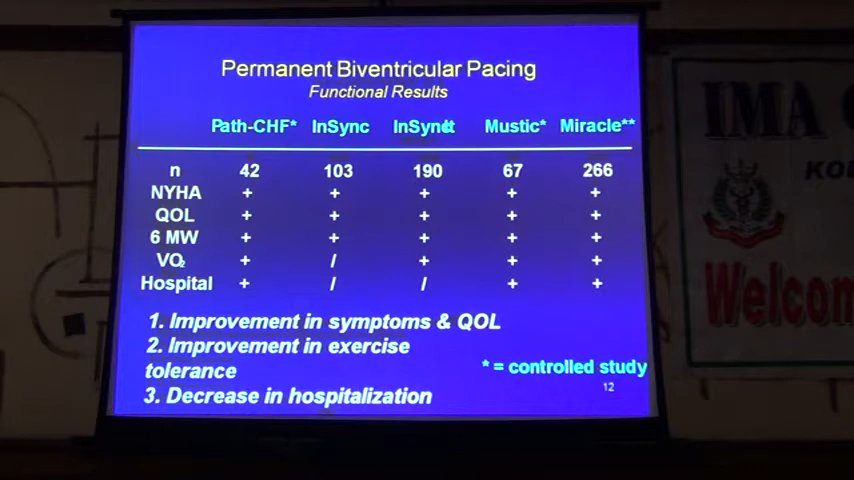 Permanent Biventricular Pacing
Functional Results
Path-CHF* InSync InSync Mustic* Miracle**
n 42 103 190 67 266
NYHA + + + + +
QOL + + + + +
6 MW + + + + +
VO2 + / + + +
Hospital + / / + +
1. Improvement in symptoms & QOL
2. Improvement in exercise
tolerance
3. Decrease in hospitalization
* = controlled study
12
IMA
Welcom